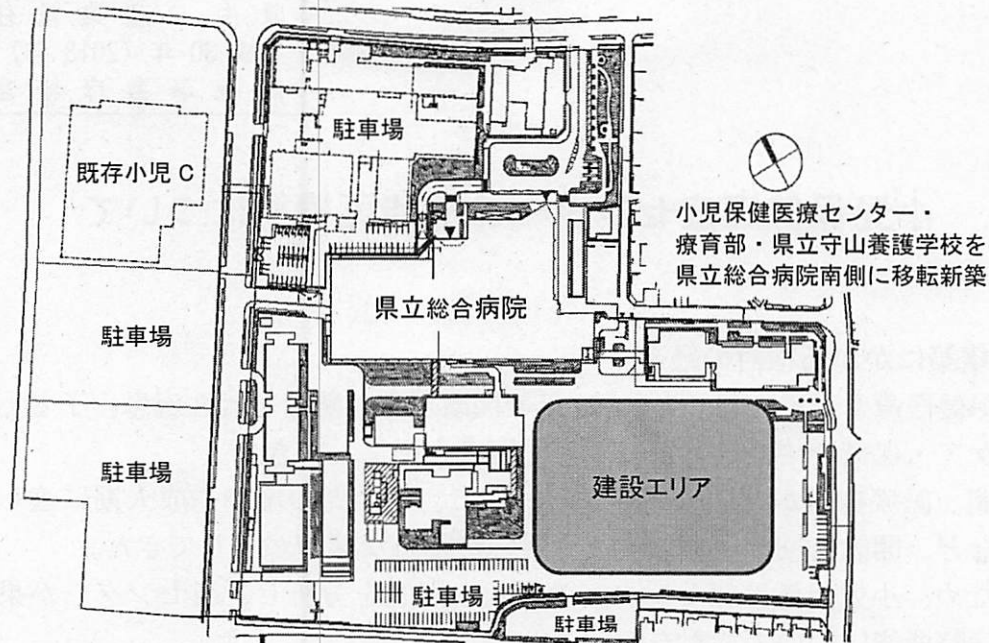 駐車場
既存小児 C
小児保健医療センター・
療育部・県立守山養護学校を
県立総合病院南側に移転新築
県立総合病院
駐車場
駐車場
建設エリア
駐車場
駐車場